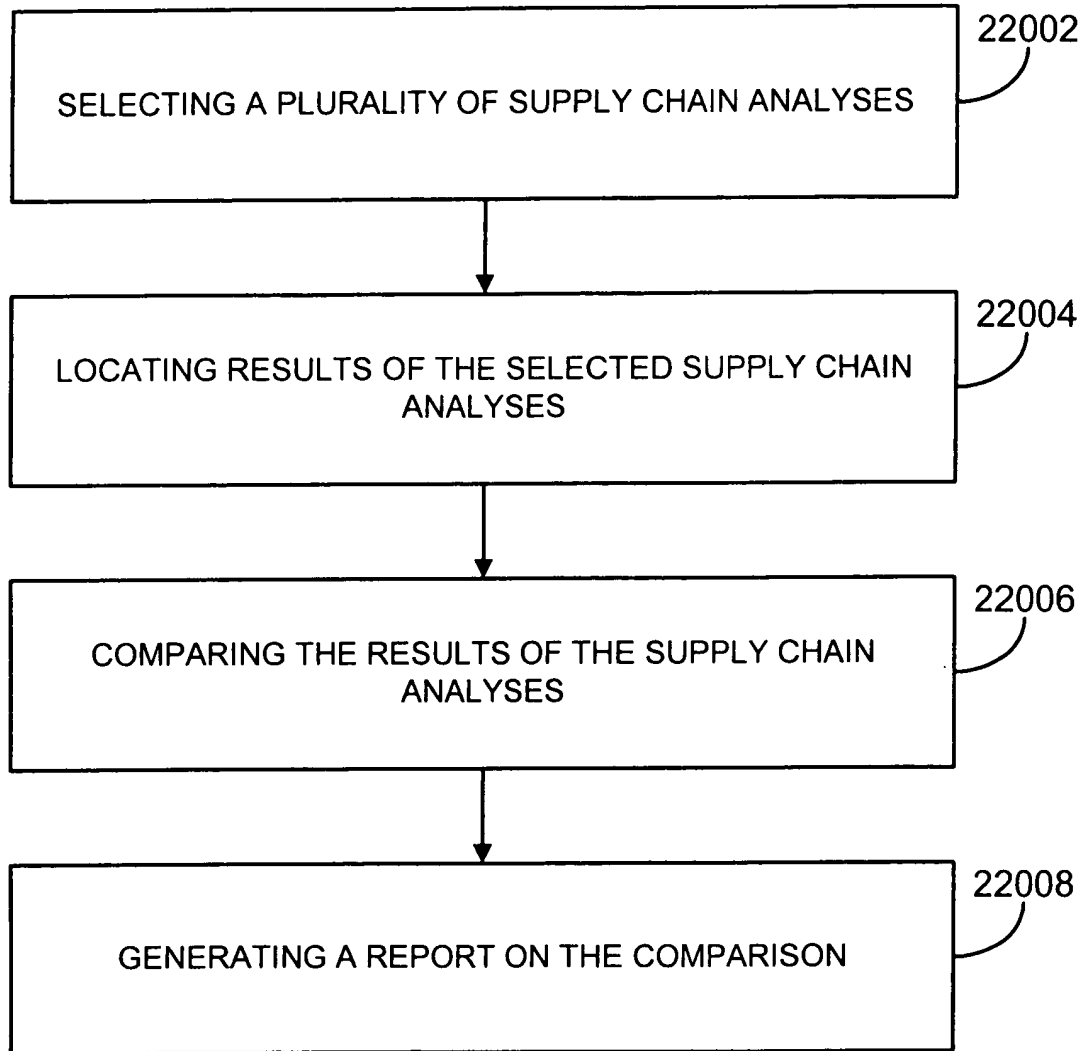 22002
SELECTING A PLURALITY OF SUPPLY CHAIN ANALYSES
22004
LOCATING RESULTS OF THE SELECTED SUPPLY CHAIN
ANALYSES
22006
COMPARING THE RESULTS OF THE SUPPLY CHAIN
ANALYSES
22008
GENERATING A REPORT ON THE COMPARISON